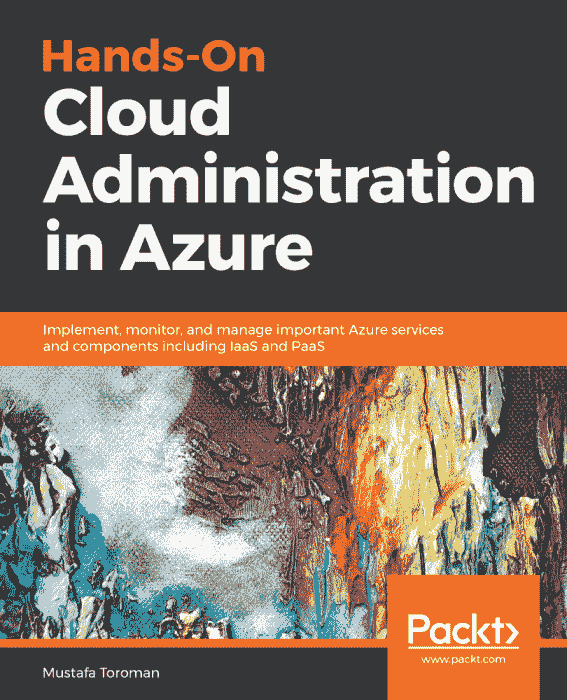 Hands-On
Cloud
Administration
in Azure
Implement, monitor, and manage important Azure services
and components including IaaS and PaaS
Packt>
www.packt.com
Mustafa Toroman